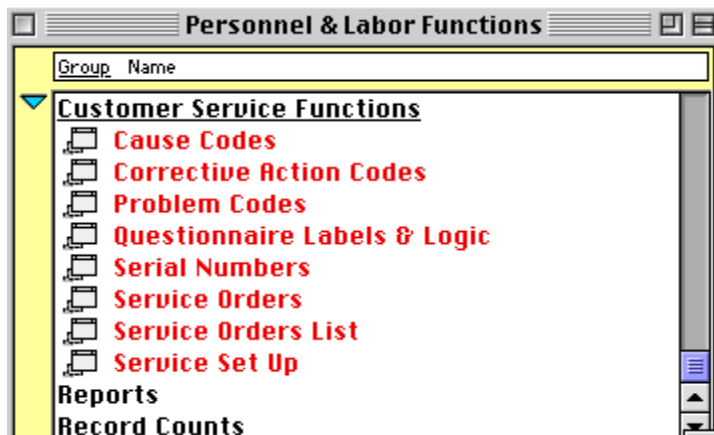 Personnel & Labor Functions
Group Name
Customer Service Functions
Cause Codes
Corrective Action Codes
Problem Codes
Questionnaire Labels & Logic
Serial Numbers
Service Orders
Service Orders List
Service Set Up
Reports
Record Counts